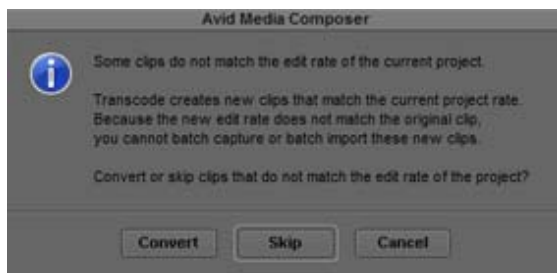 Avid Media Composer
Some clips do not match the edit rate of the current project.
Transcode creates new clips that match the current project rate.
Because the new edit rate does not match the original clip,
you cannot batch capture or batch import these new clips.
Convert or skip clips that do not match the edit rate of the project?
Convert
Skip
Cancel